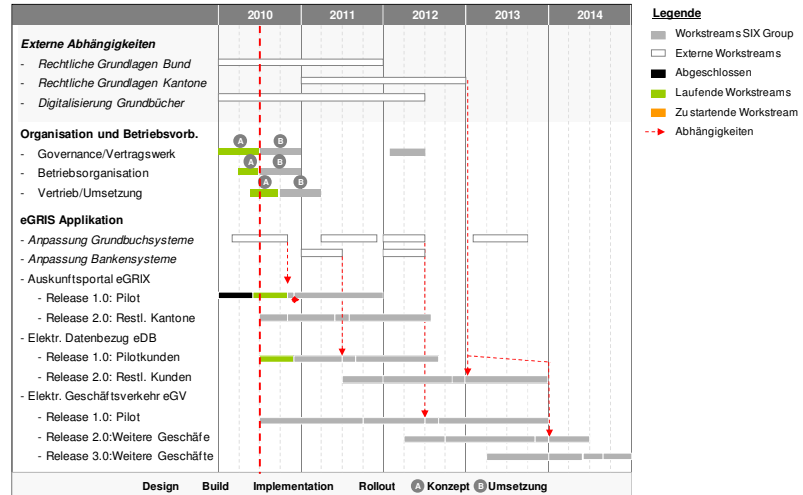 2010 2011 2012 2013 2014
Legende
Workstreams SIX Group
Externe Workstreams
Abgeschlossen
Laufende Workstreams
Zu startende Workstream
Abhängigkeiten
Externe Abhängigkeiten
- Rechtliche Grundlagen Bund
- Rechtliche Grundlagen Kantone
- Digitalisierung Grundbücher
Organisation und Betriebsvorb.
A B
- Governance/Vertragswerk
A B
- Betriebsorganisation
A B
- Vertrieb/Umsetzung
eGRIS Applikation
- Anpassung Grundbuchsysteme
- Anpassung Bankensysteme
- Auskunftsportal eGRIX
- Release 1.0: Pilot
- Release 2.0: Restl. Kantone
- Elektr. Datenbezug eDB
- Release 1.0: Pilotkunden
- Release 2.0: Restl. Kunden
- Elektr. Geschäftsverkehr eGV
- Release 1.0: Pilot
- Release 2.0:Weitere Geschäfe
- Release 3.0:Weitere Geschäfte
Design Build Implementation Rollout A Konzept B Umsetzung